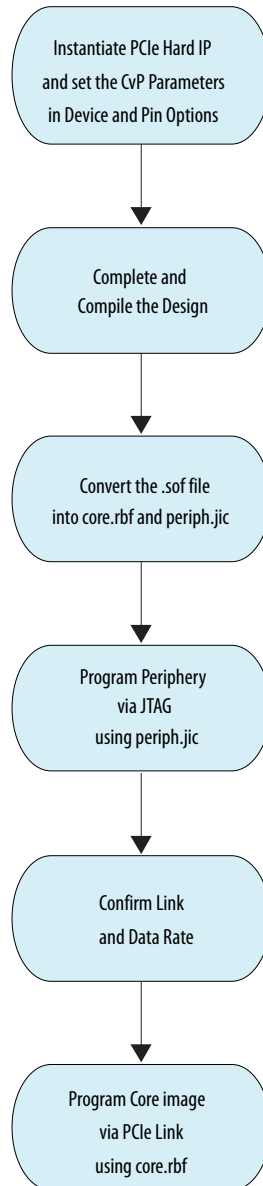 Instantiate PCIe Hard IP
and set the CvP Parameters
in Device and Pin Options
Complete and
Compile the Design
Convert the .sof file
into core.rbf and periph.jic
Program Periphery
via JTAG
using periph.jic
Confirm Link
and Data Rate
Program Core image
via PCIe Link
using core.rbf